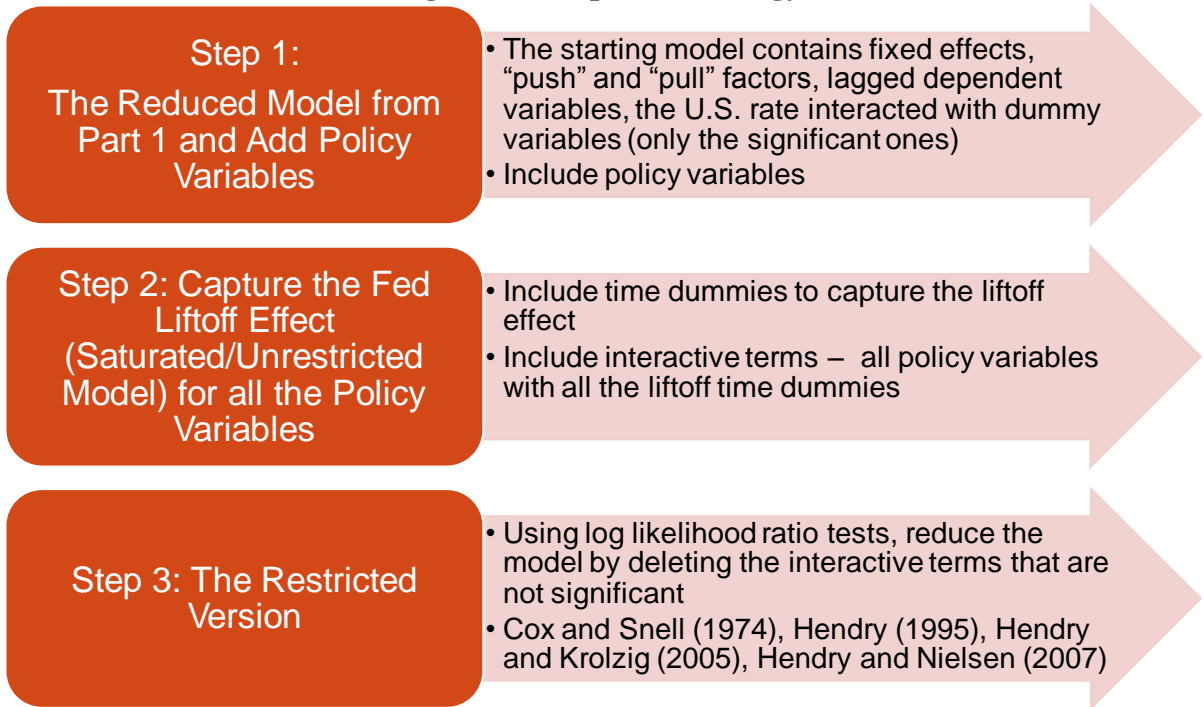 Step 1:
The Reduced Model from
Part 1 and Add Policy
Variables
• The starting model contains fixed effects,
“push” and “pull” factors, lagged dependent
variables, the U.S. rate interacted with dummy
variables (only the significant ones)
• Include policy variables
Step 2: Capture the Fed
Liftoff Effect
(Saturated/Unrestricted
Model) for all the Policy
Variables
• Include time dummies to capture the liftoff
effect
• Include interactive terms – all policy variables
with all the liftoff time dummies
Step 3: The Restricted
Version
• Using log likelihood ratio tests, reduce the
model by deleting the interactive terms that are
not significant
• Cox and Snell (1974), Hendry (1995), Hendry
and Krolzig (2005), Hendry and Nielsen (2007)